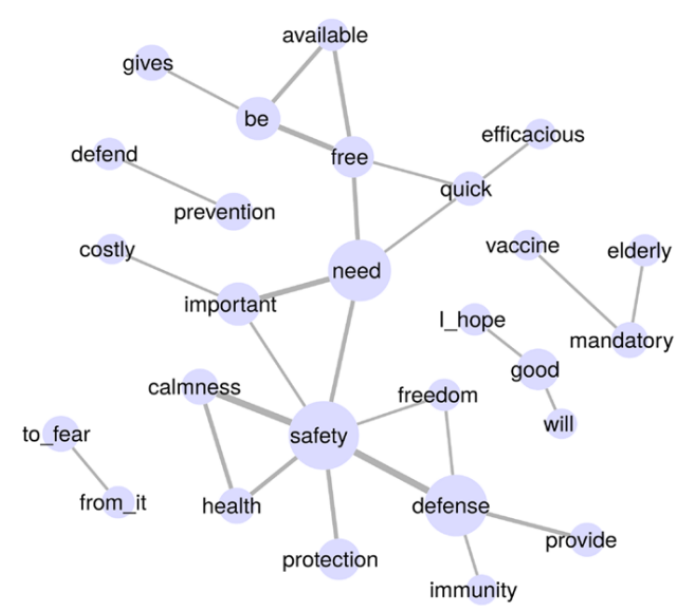 available
gives
be
efficacious
defend
free
quick
prevention
costly
vaccine
elderly
need
important
I_hope
mandatory
good
calmness
freedom
will
to_fear
safety
from_it
health
defense
provide
protection
immunity